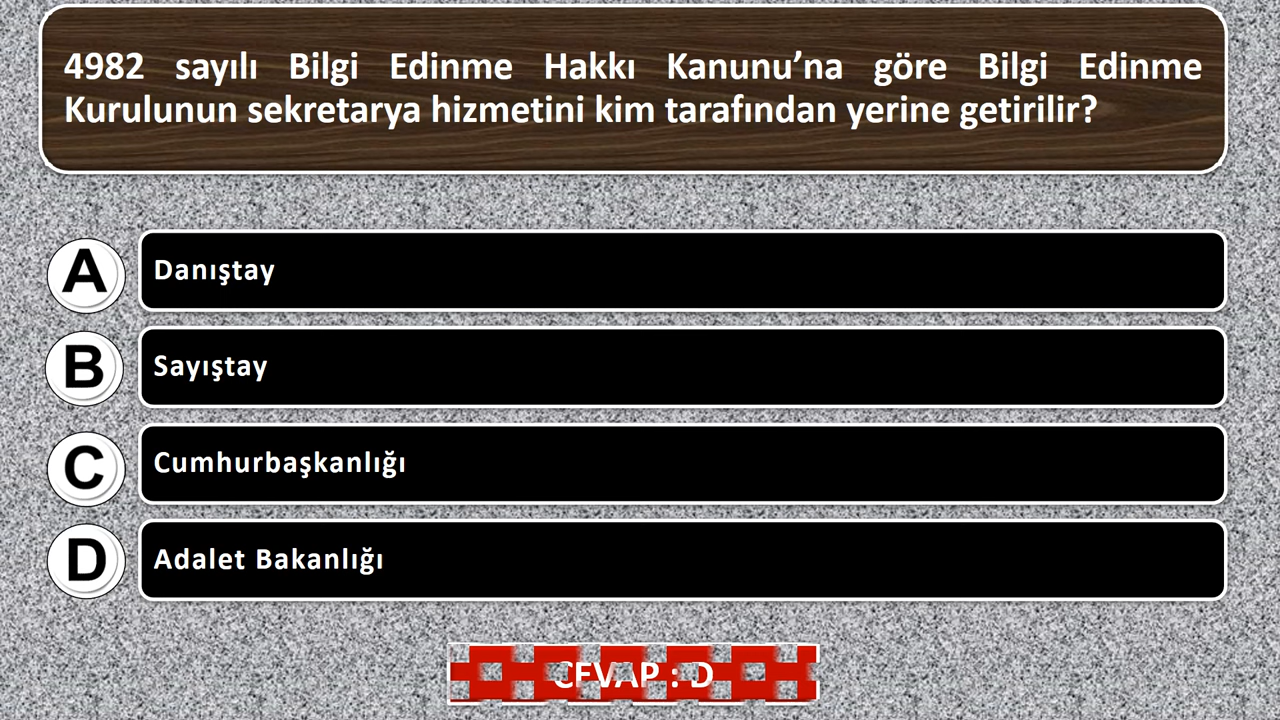 4982 sayılı Bilgi Edinme Hakkı Kanunu’na göre Bilgi Edinme
Kurulunun sekretarya hizmetini kim tarafından yerine getirilir?
A
Danıştay
B
Sayıştay
C
Cumhurbaşkanlığı
D
Adalet Bakanlığı
CEVAP : D